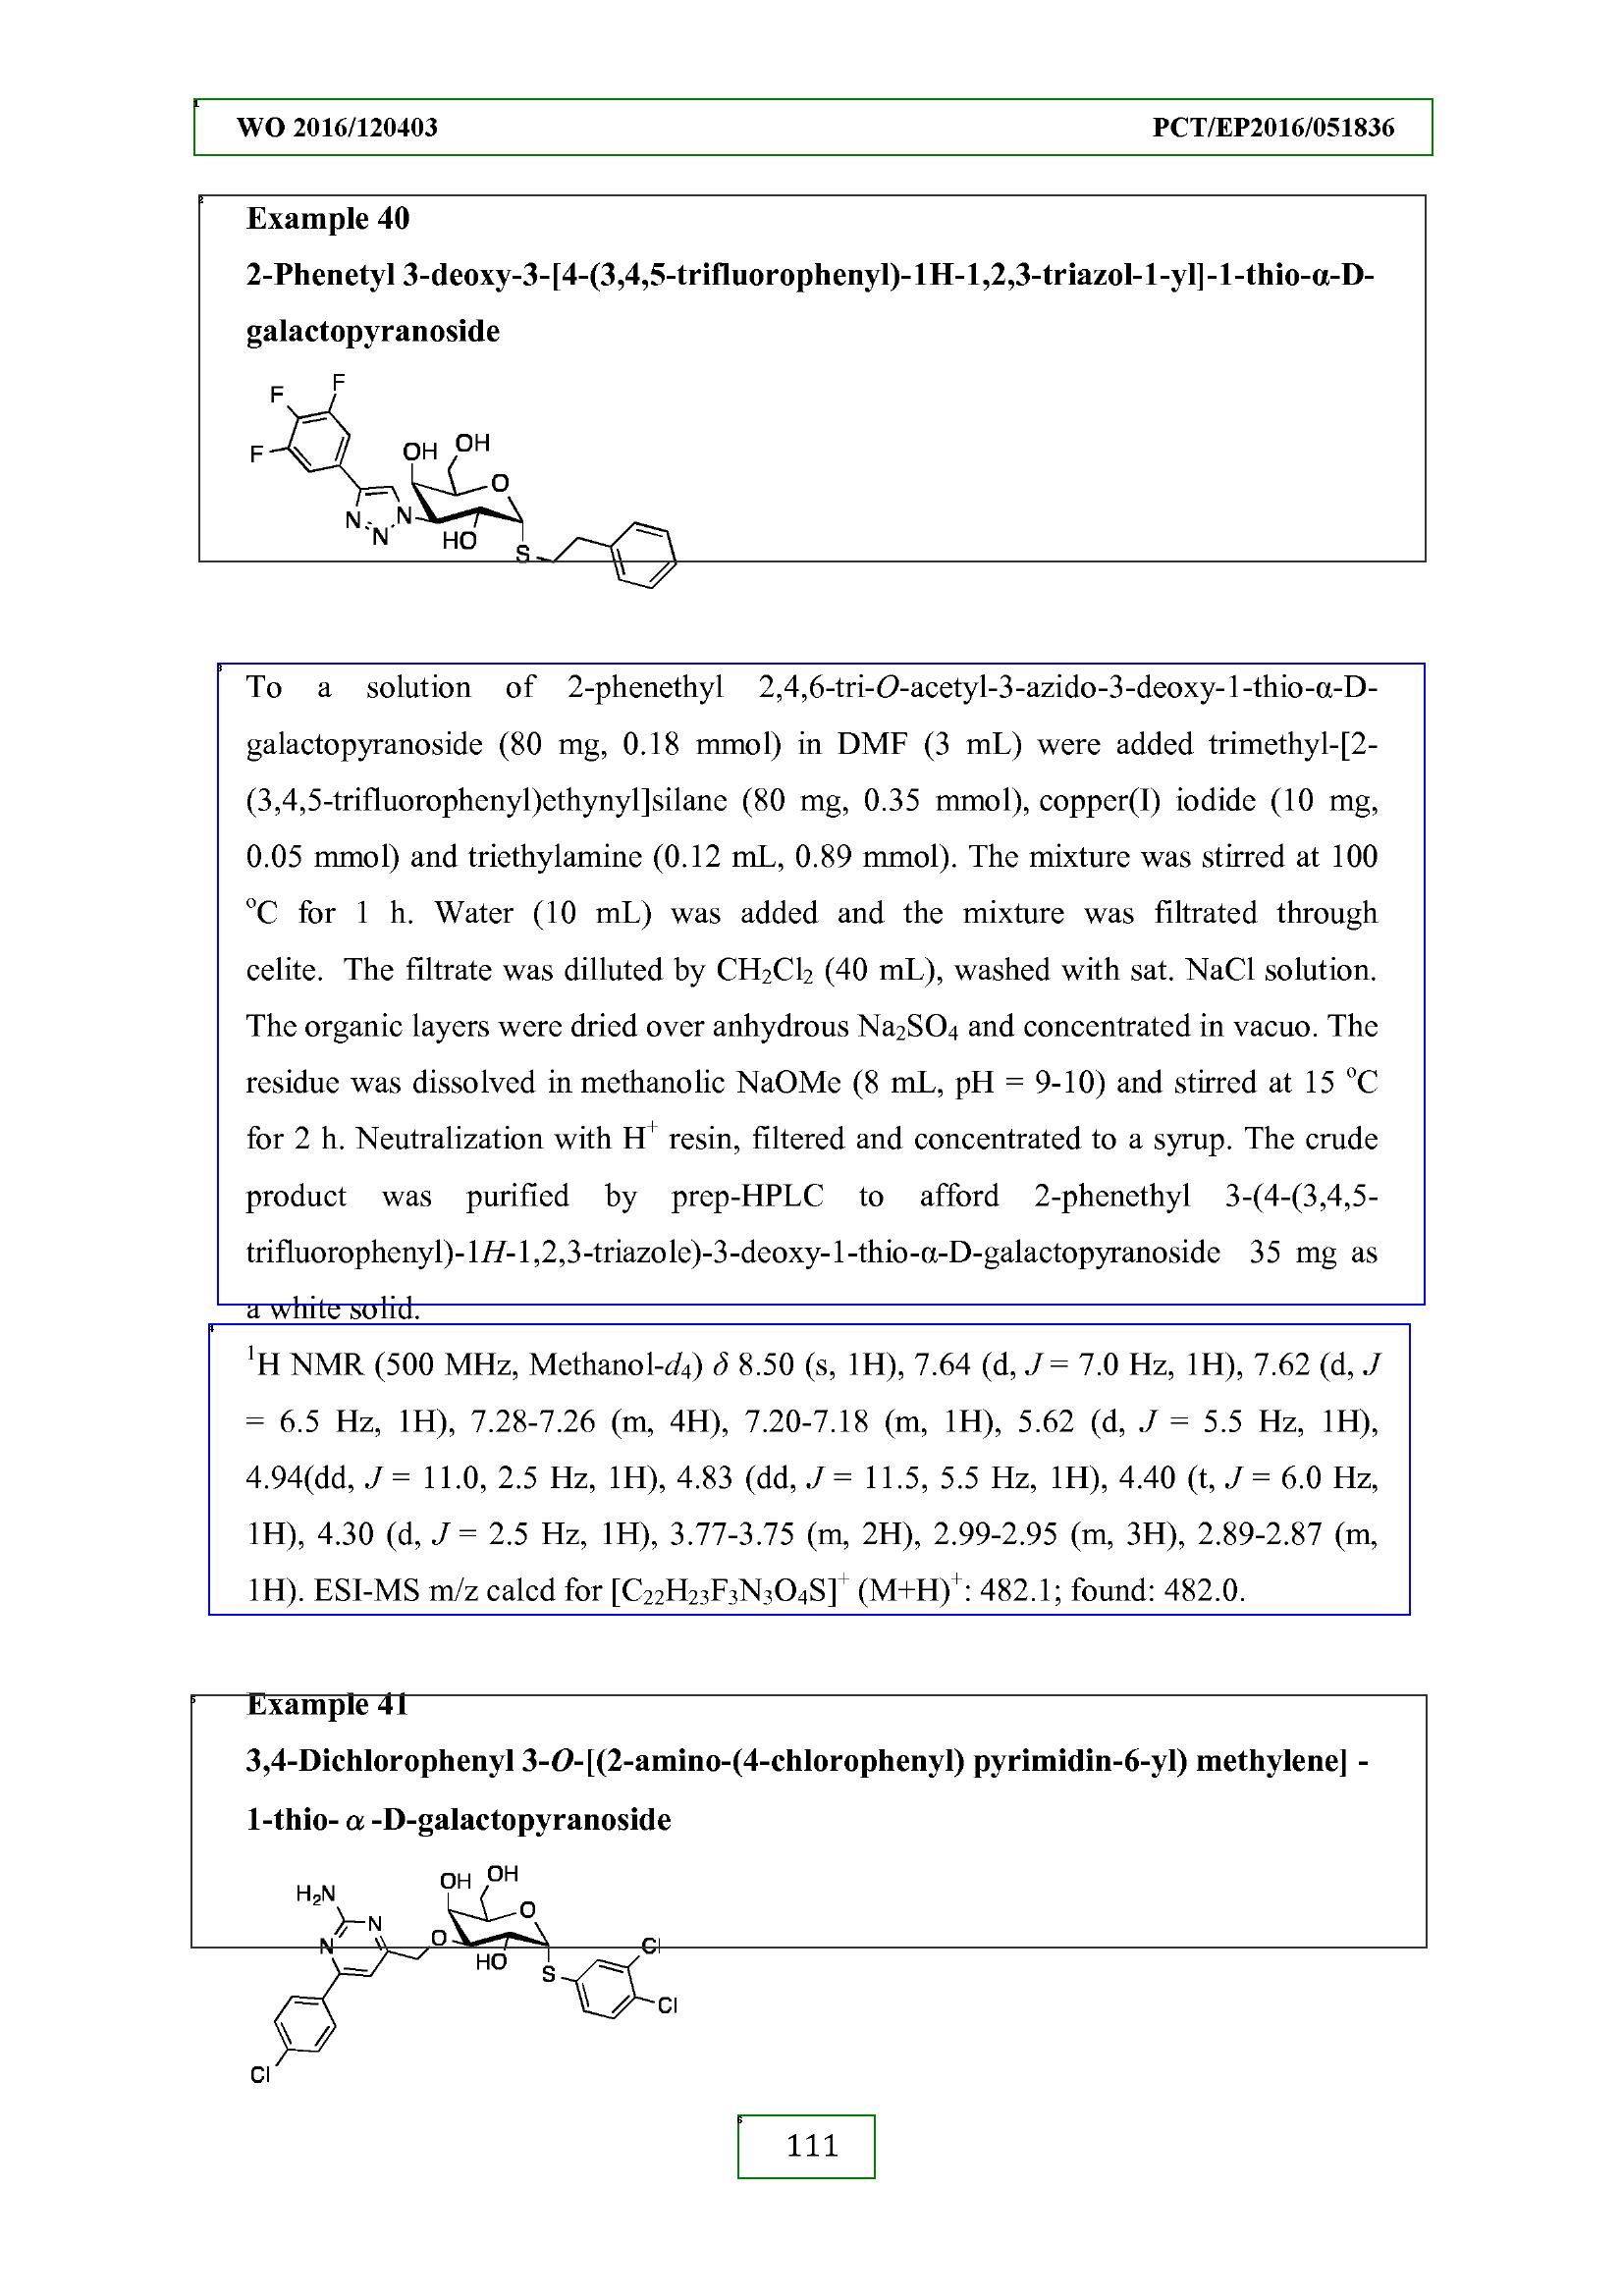 WO 2016/120403 PCT/EP2016/051836
Example 40
2-Phenetyl 3-deoxy-3-[4-(3,4,5-trifluorophenyl)-1H-1,2,3-triazol-1-yl]-1-thio-α-D-
galactopyranoside
F
F
F
OH
OH
O
N
N
N
HO
S
To a solution of 2-phenethyl 2,4,6-tri-O-acetyl-3-azido-3-deoxy-1-thio-α-D-
galactopyranoside (80 mg, 0.18 mmol) in DMF (3 mL) were added trimethyl-[2-
(3,4,5-trifluorophenyl)ethynyl]silane (80 mg, 0.35 mmol), copper(I) iodide (10 mg,
0.05 mmol) and triethylamine (0.12 mL, 0.89 mmol). The mixture was stirred at 100
°C for 1 h. Water (10 mL) was added and the mixture was filtrated through
celite. The filtrate was dilluted by CH₂Cl₂ (40 mL), washed with sat. NaCl solution.
The organic layers were dried over anhydrous Na₂SO₄ and concentrated in vacuo. The
residue was dissolved in methanolic NaOMe (8 mL, pH = 9-10) and stirred at 15 °C
for 2 h. Neutralization with H⁺ resin, filtered and concentrated to a syrup. The crude
product was purified by prep-HPLC to afford 2-phenethyl 3-(4-(3,4,5-
trifluorophenyl)-1H-1,2,3-triazole)-3-deoxy-1-thio-α-D-galactopyranoside 35 mg as
a white solid.
¹H NMR (500 MHz, Methanol-d₄) δ 8.50 (s, 1H), 7.64 (d, J = 7.0 Hz, 1H), 7.62 (d, J
= 6.5 Hz, 1H), 7.28-7.26 (m, 4H), 7.20-7.18 (m, 1H), 5.62 (d, J = 5.5 Hz, 1H),
4.94(dd, J = 11.0, 2.5 Hz, 1H), 4.83 (dd, J = 11.5, 5.5 Hz, 1H), 4.40 (t, J = 6.0 Hz,
1H), 4.30 (d, J = 2.5 Hz, 1H), 3.77-3.75 (m, 2H), 2.99-2.95 (m, 3H), 2.89-2.87 (m,
1H). ESI-MS m/z calcd for [C₂₂H₂₃F₃N₃O₄S]⁺ (M+H)⁺: 482.1; found: 482.0.
Example 41
3,4-Dichlorophenyl 3-O-[(2-amino-(4-chlorophenyl) pyrimidin-6-yl) methylene] -
1-thio- α -D-galactopyranoside
OH
OH
H₂N
O
N
N
O
HO
Cl
S
Cl
Cl
111